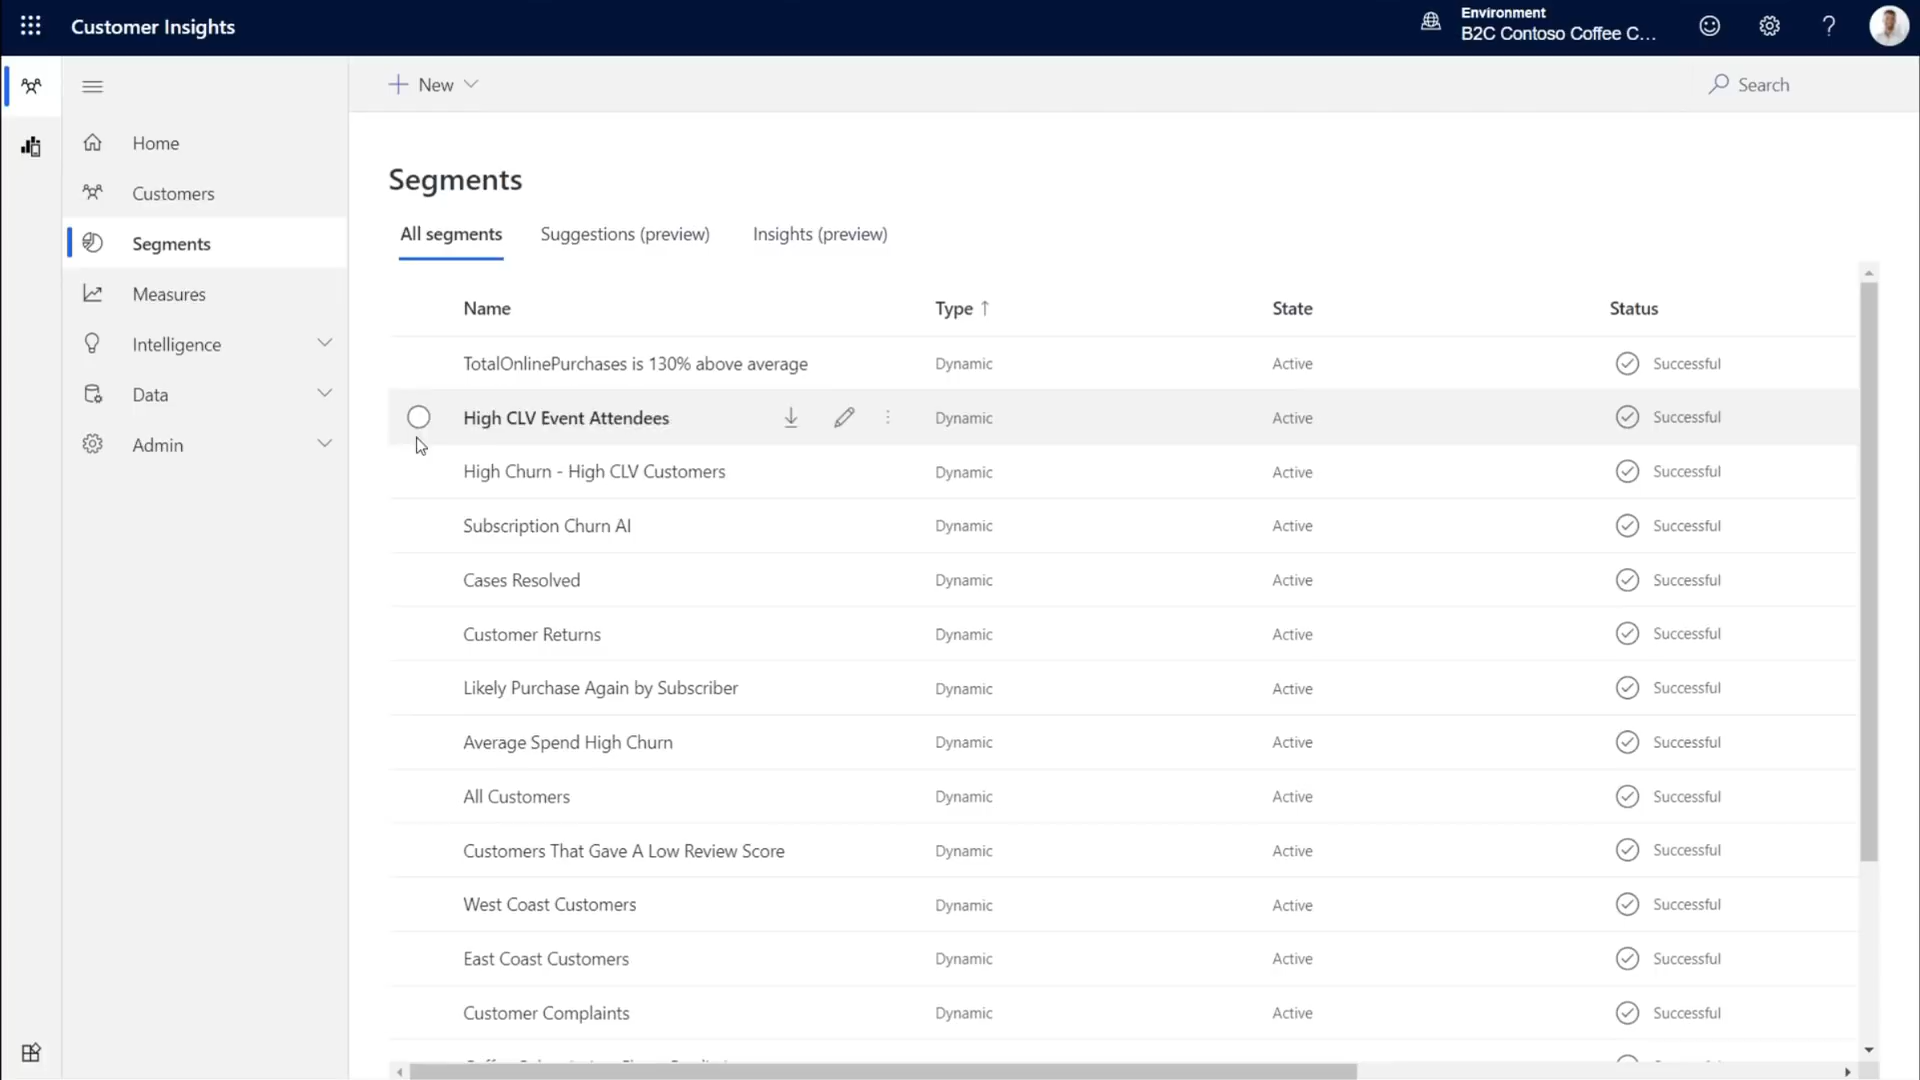 Customer Insights
Environment
B2C Contoso Coffee C...
New
Search
Home
Customers
Segments
Measures
Intelligence
Data
Admin
Segments
All segments
Suggestions (preview)
Insights (preview)
Name Type ↑ State Status
TotalOnlinePurchases is 130% above average Dynamic Active Successful
High CLV Event Attendees Dynamic Active Successful
High Churn - High CLV Customers Dynamic Active Successful
Subscription Churn AI Dynamic Active Successful
Cases Resolved Dynamic Active Successful
Customer Returns Dynamic Active Successful
Likely Purchase Again by Subscriber Dynamic Active Successful
Average Spend High Churn Dynamic Active Successful
All Customers Dynamic Active Successful
Customers That Gave A Low Review Score Dynamic Active Successful
West Coast Customers Dynamic Active Successful
East Coast Customers Dynamic Active Successful
Customer Complaints Dynamic Active Successful